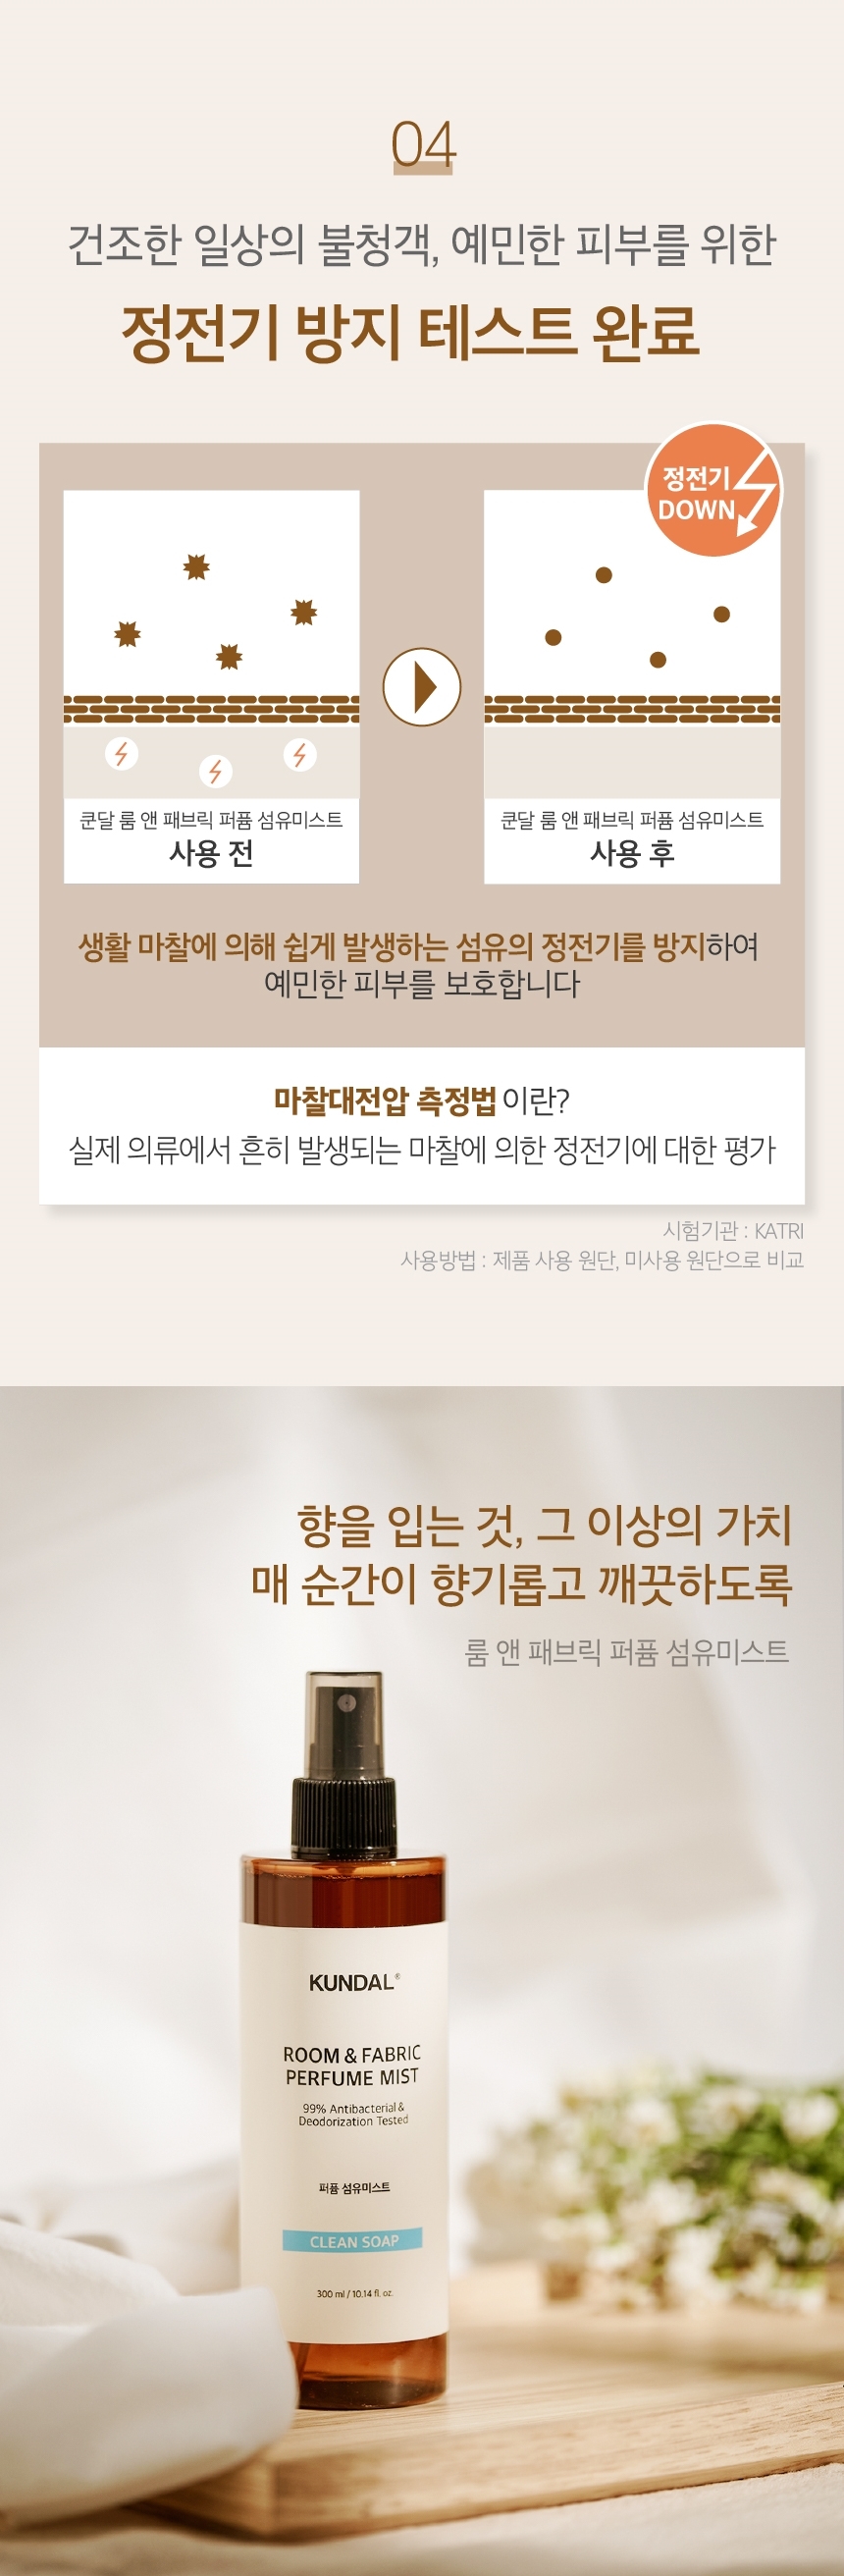 04
건조한 일상의 불청객, 예민한 피부를 위한
정전기 방지 테스트 완료
정전기
DOWN
쿤달 룸 앤 패브릭 퍼퓸 섬유미스트
사용 전
쿤달 룸 앤 패브릭 퍼퓸 섬유미스트
사용 후
생활 마찰에 의해 쉽게 발생하는 섬유의 정전기를 방지하여
예민한 피부를 보호합니다
마찰대전압 측정법이란?
실제 의류에서 흔히 발생되는 마찰에 의한 정전기에 대한 평가
시험기관 : KATRI
사용방법 : 제품 사용 원단, 미사용 원단으로 비교
향을 입는 것, 그 이상의 가치
매 순간이 향기롭고 깨끗하도록
룸 앤 패브릭 퍼퓸 섬유미스트
KUNDAL®
ROOM & FABRIC
PERFUME MIST
99% Antibacterial &
Deodorization Tested
퍼퓸 섬유미스트
CLEAN SOAP
300 ml / 10.14 fl. oz.